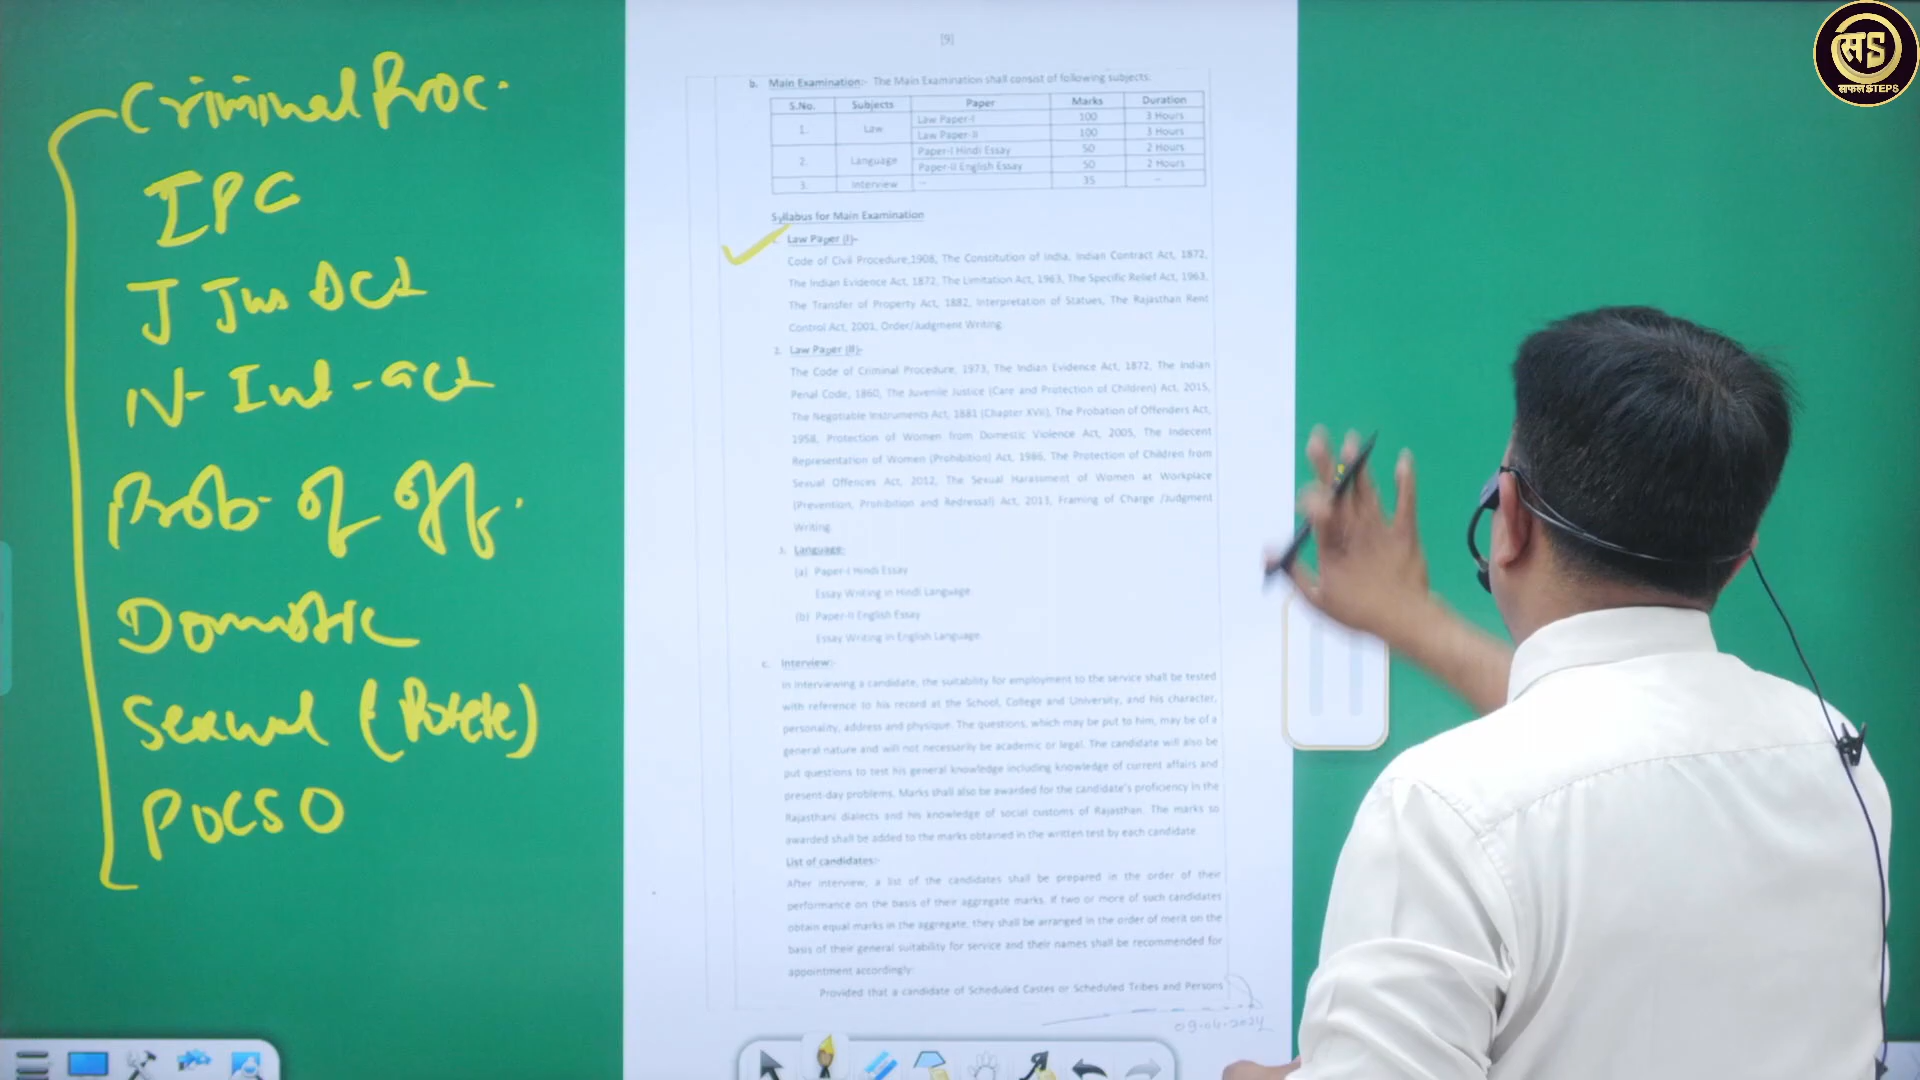 Criminal Proc.
IPC
J Jus Act
N- Int - act
Prob. of off.
Domestic
Sexual (Potete)
POCSO
[9]
b. Main Examination:- The Main Examination shall consist of following subjects:
S.No. Subjects Paper Marks Duration
1. Law Law Paper-I 100 3 Hours
Law Paper-II 100 3 Hours
2. Language Paper-I Hindi Essay 50 2 Hours
Paper-II English Essay 50 2 Hours
3. Interview -- 35 --
Syllabus for Main Examination
Law Paper (I)-
Code of Civil Procedure,1908, The Constitution of India, Indian Contract Act, 1872,
The Indian Evidence Act, 1872, The Limitation Act, 1963, The Specific Relief Act, 1963,
The Transfer of Property Act, 1882, Interpretation of Statues, The Rajasthan Rent
Control Act, 2001, Order/Judgment Writing.
2. Law Paper (II)-
The Code of Criminal Procedure, 1973, The Indian Evidence Act, 1872, The Indian
Penal Code, 1860, The Juvenile Justice (Care and Protection of Children) Act, 2015,
The Negotiable Instruments Act, 1881 (Chapter XVII), The Probation of Offenders Act,
1958, Protection of Women from Domestic Violence Act, 2005, The Indecent
Representation of Women (Prohibition) Act, 1986, The Protection of Children from
Sexual Offences Act, 2012, The Sexual Harassment of Women at Workplace
(Prevention, Prohibition and Redressal) Act, 2013, Framing of Charge /Judgment
Writing.
3. Language:-
(a) Paper-I Hindi Essay
Essay Writing in Hindi Language.
(b) Paper-II English Essay
Essay Writing in English Language.
c. Interview:-
In interviewing a candidate, the suitability for employment to the service shall be tested
with reference to his record at the School, College and University, and his character,
personality, address and physique. The questions, which may be put to him, may be of a
general nature and will not necessarily be academic or legal. The candidate will also be
put questions to test his general knowledge including knowledge of current affairs and
present-day problems. Marks shall also be awarded for the candidate's proficiency in the
Rajasthani dialects and his knowledge of social customs of Rajasthan. The marks so
awarded shall be added to the marks obtained in the written test by each candidate.
List of candidates:-
After interview, a list of the candidates shall be prepared in the order of their
performance on the basis of their aggregate marks. If two or more of such candidates
obtain equal marks in the aggregate, they shall be arranged in the order of merit on the
basis of their general suitability for service and their names shall be recommended for
appointment accordingly:
Provided that a candidate of Scheduled Castes or Scheduled Tribes and Persons
09-04-2024
सS
सफल STEPS